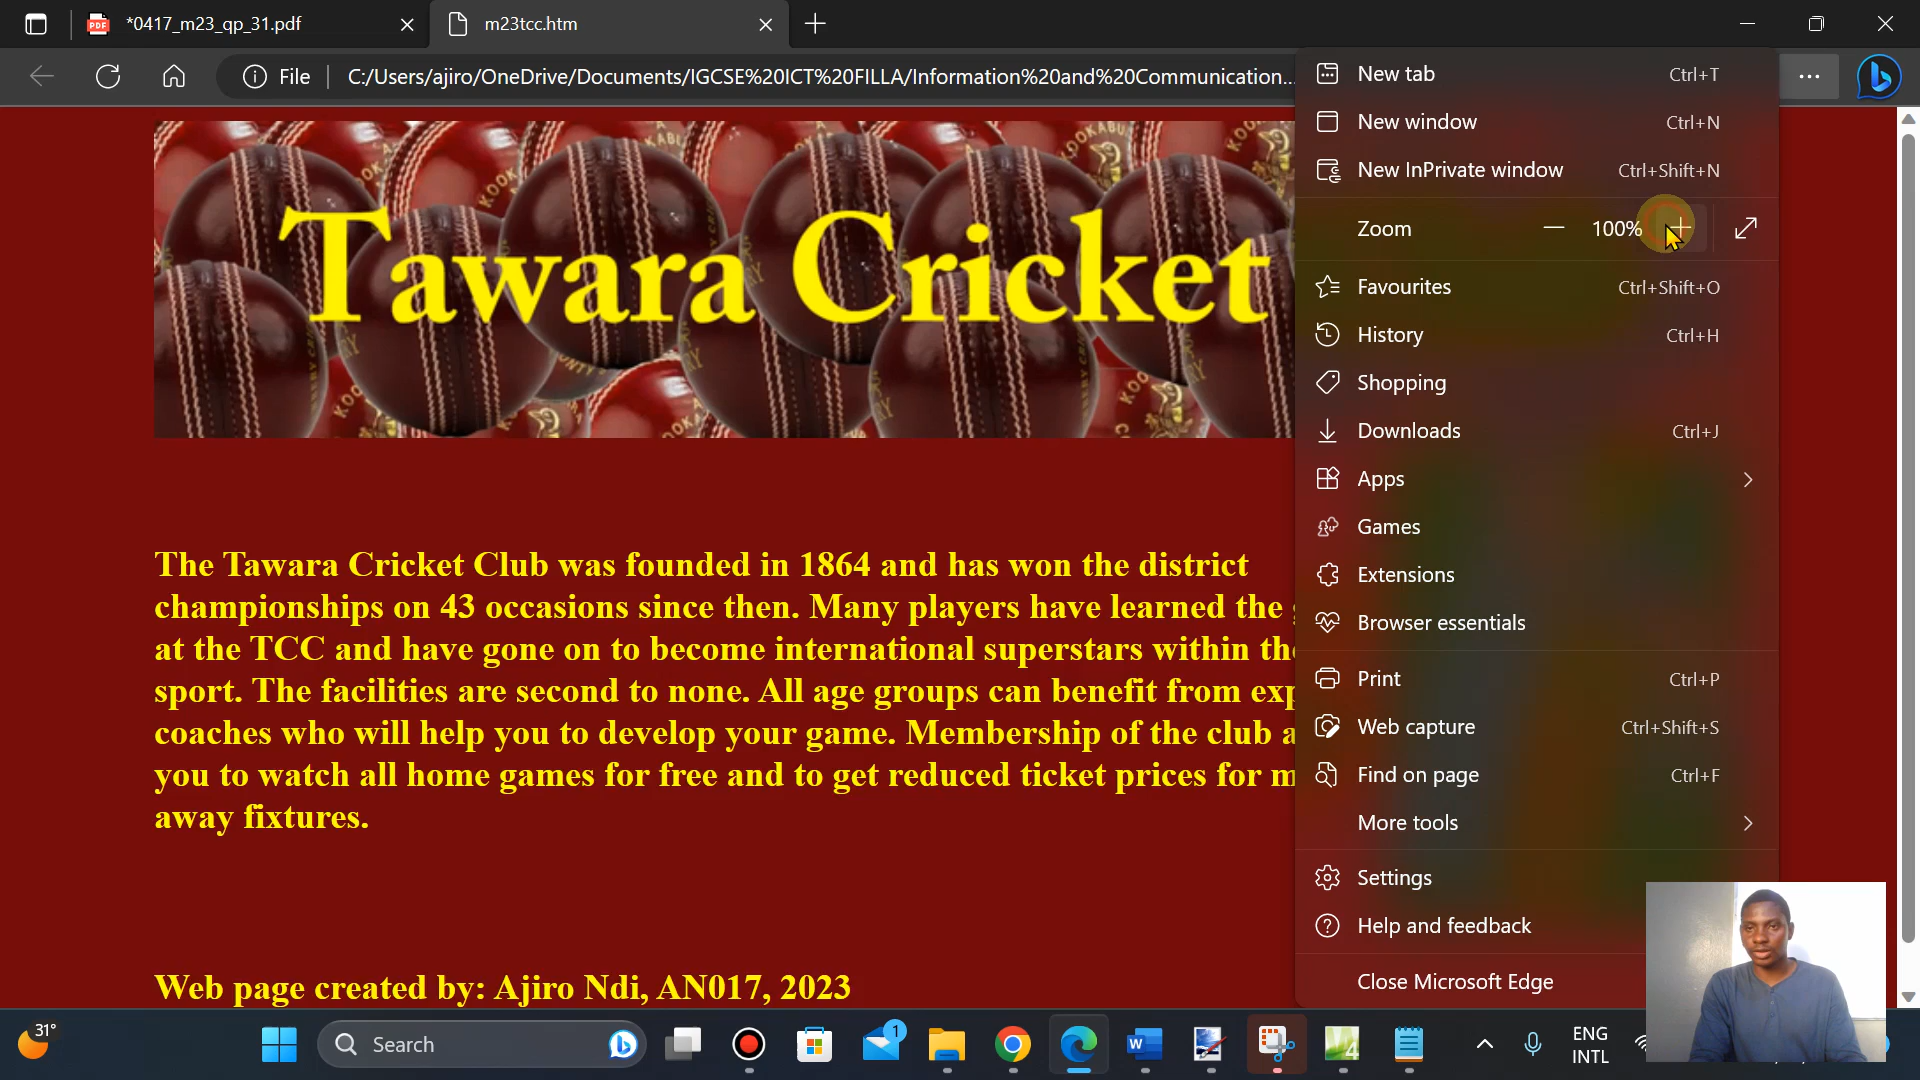 *0417_m23_qp_31.pdf
m23tcc.htm
File
C:/Users/ajiro/OneDrive/Documents/IGCSE%20ICT%20FILLA/Information%20and%20Communication...
New tab Ctrl+T
New window Ctrl+N
New InPrivate window Ctrl+Shift+N
Zoom 100%
Favourites Ctrl+Shift+O
History Ctrl+H
Shopping
Downloads Ctrl+J
Apps
Games
Extensions
Browser essentials
Print Ctrl+P
Web capture Ctrl+Shift+S
Find on page Ctrl+F
More tools
Settings
Help and feedback
Close Microsoft Edge
Tawara Cricket
The Tawara Cricket Club was founded in 1864 and has won the district
championships on 43 occasions since then. Many players have learned the
at the TCC and have gone on to become international superstars within
sport. The facilities are second to none. All age groups can benefit from
coaches who will help you to develop your game. Membership of the club
you to watch all home games for free and to get reduced ticket prices for
away fixtures.
Web page created by: Ajiro Ndi, AN017, 2023
31°
Search
1
ENG
INTL